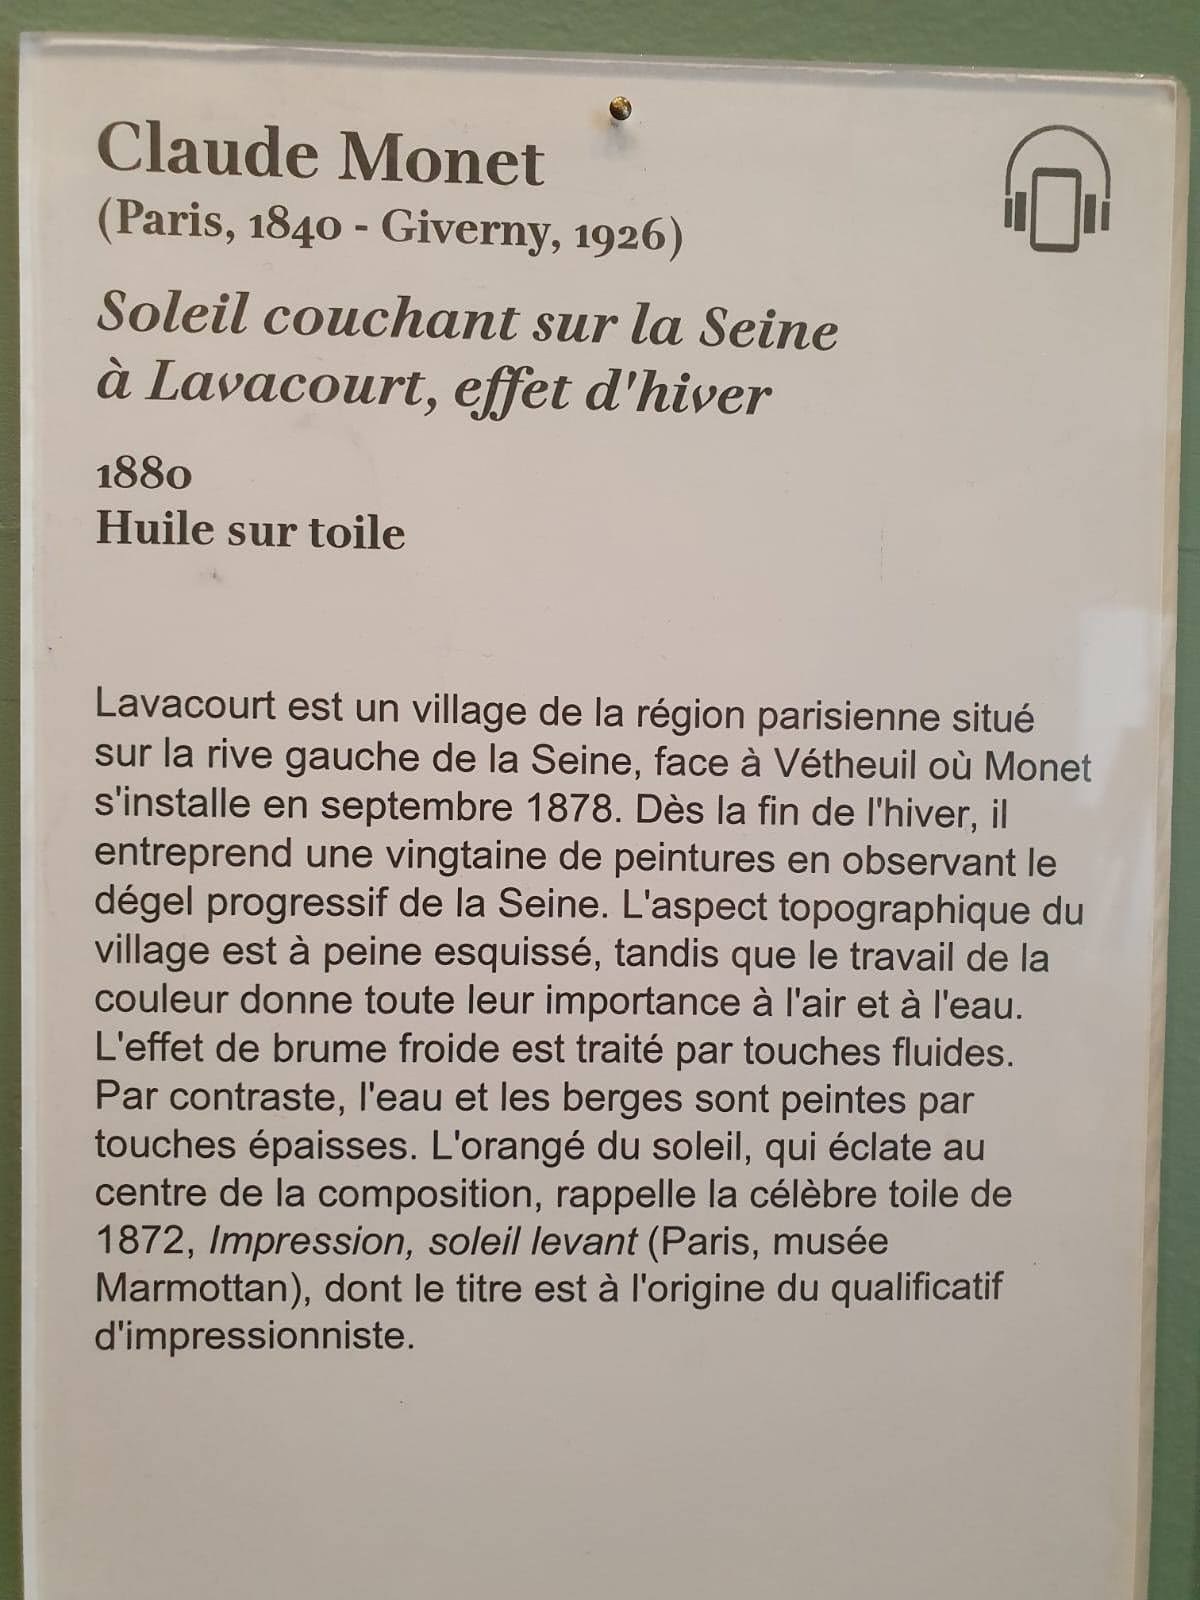 Claude Monet
(Paris, 1840 - Giverny, 1926)
Soleil couchant sur la Seine
à Lavacourt, effet d'hiver
1880
Huile sur toile
Lavacourt est un village de la région parisienne situé
sur la rive gauche de la Seine, face à Vétheuil où Monet
s'installe en septembre 1878. Dès la fin de l'hiver, il
entreprend une vingtaine de peintures en observant le
dégel progressif de la Seine. L'aspect topographique du
village est à peine esquissé, tandis que le travail de la
couleur donne toute leur importance à l'air et à l'eau.
L'effet de brume froide est traité par touches fluides.
Par contraste, l'eau et les berges sont peintes par
touches épaisses. L'orangé du soleil, qui éclate au
centre de la composition, rappelle la célèbre toile de
1872, Impression, soleil levant (Paris, musée
Marmottan), dont le titre est à l'origine du qualificatif
d'impressionniste.